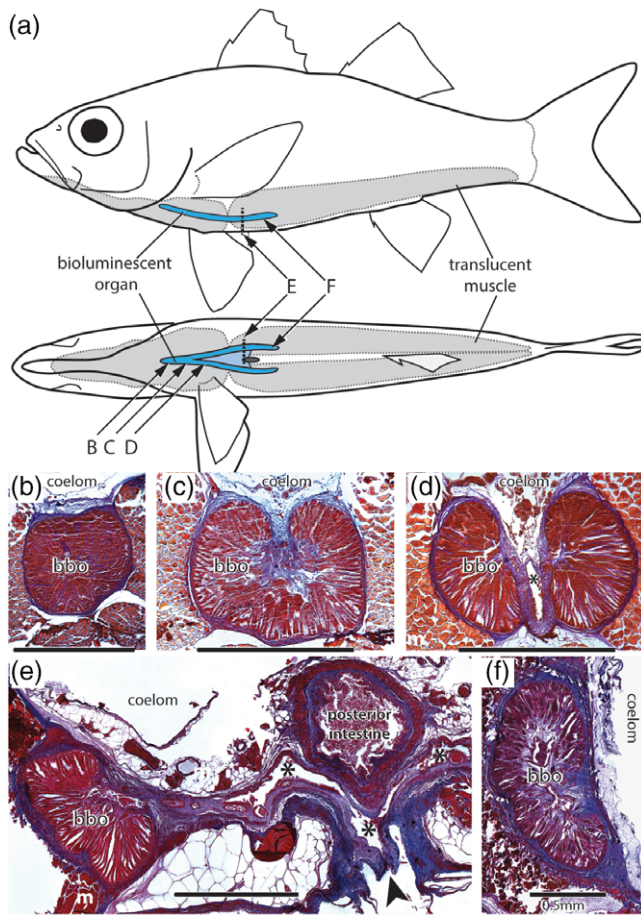 (a)
bioluminescent
organ
E
F
translucent
muscle
B C D
(b)
coelom
bbo
(c)
coelom
bbo
(d)
coelom
bbo
*
(e)
coelom
posterior
intestine
*
*
*
bbo
m
(f)
coelom
bbo
0.5mm